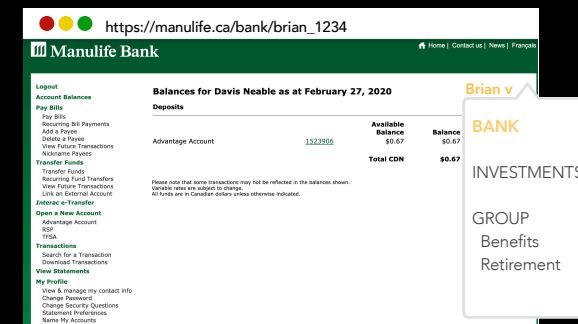 https://manulife.ca/bank/brian_1234
Manulife Bank
Home | Contact us | News | Français
Logout
Account Balances
Pay Bills
Pay Bills
Recurring Bill Payments
Add a Payee
Delete a Payee
View Future Transactions
Nickname Payees
Transfer Funds
Transfer Funds
Recurring Fund Transfers
View Future Transactions
Link an External Account
Interac e-Transfer
Open a New Account
Advantage Account
RSP
TFSA
Transactions
Search for a Transaction
Download Transactions
View Statements
My Profile
View & manage my contact info
Change Password
Change Security Questions
Statement Preferences
Name My Accounts
Balances for Davis Neable as at February 27, 2020
Deposits
Available
Balance Balance
Advantage Account 1523906 $0.67 $0.67
Total CDN $0.67
Please note that some transactions may not be reflected in the balances shown.
Variable rates are subject to change.
All funds are in Canadian dollars unless otherwise indicated.
Brian v
BANK
INVESTMENTS
GROUP
Benefits
Retirement